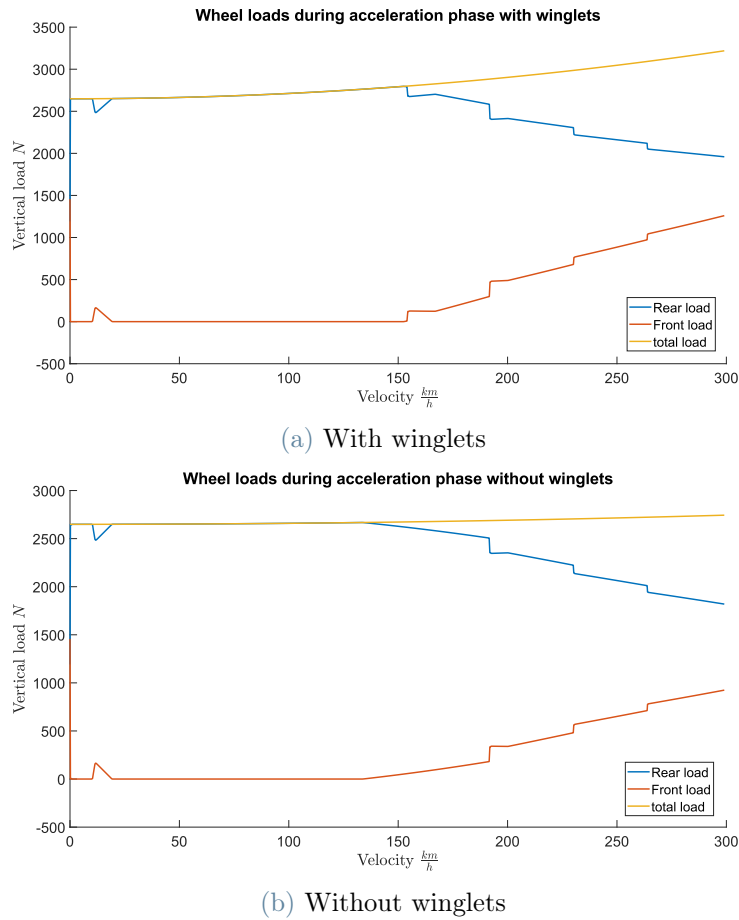 Wheel loads during acceleration phase with winglets
3500
3000
2500
2000
1500
1000
500
0
-500
Vertical load N
0 50 100 150 200 250 300
Velocity km/h
Rear load
Front load
total load
(a) With winglets
Wheel loads during acceleration phase without winglets
3000
2500
2000
1500
1000
500
0
-500
Vertical load N
0 50 100 150 200 250 300
Velocity km/h
Rear load
Front load
total load
(b) Without winglets